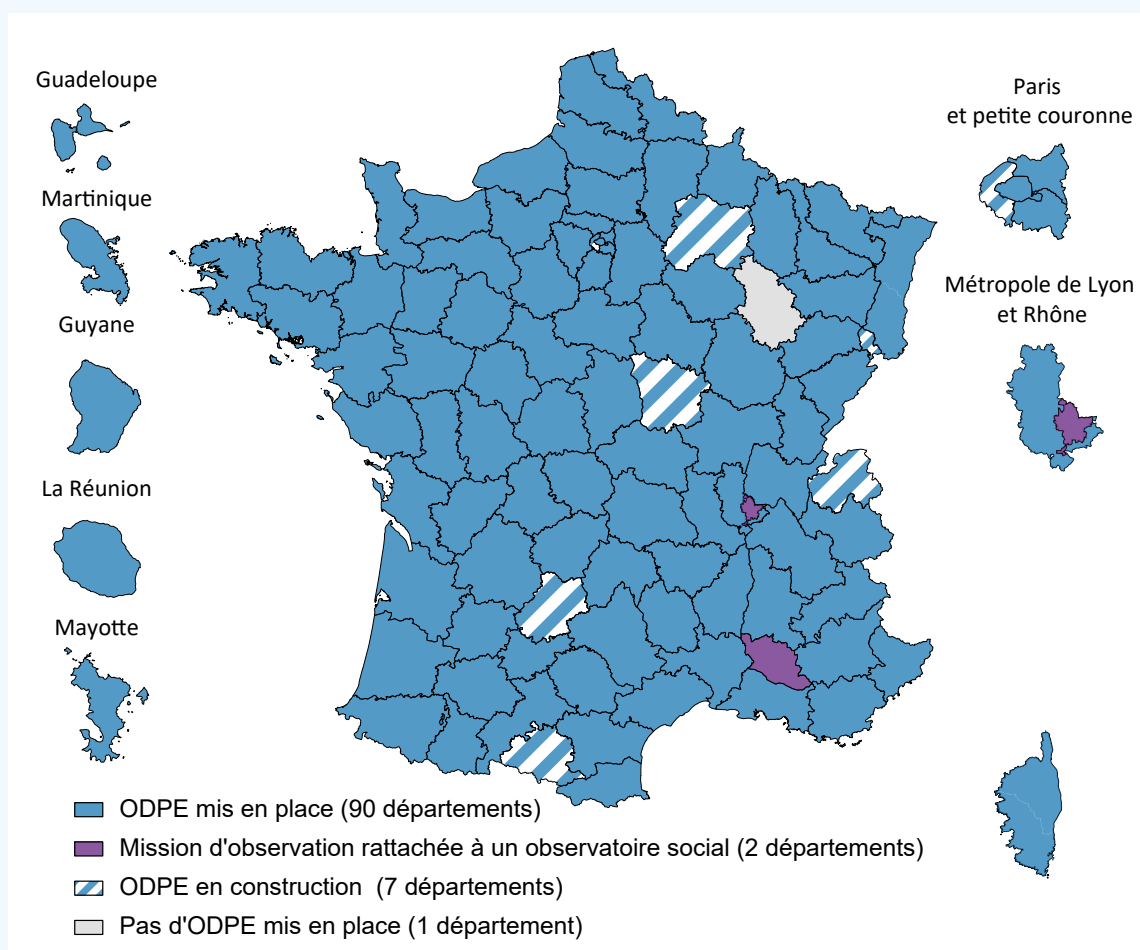 Guadeloupe
Martinique
Guyane
La Réunion
Mayotte
Paris
et petite couronne
Métropole de Lyon
et Rhône
ODPE mis en place (90 départements)
Mission d'observation rattachée à un observatoire social (2 départements)
ODPE en construction (7 départements)
Pas d'ODPE mis en place (1 département)